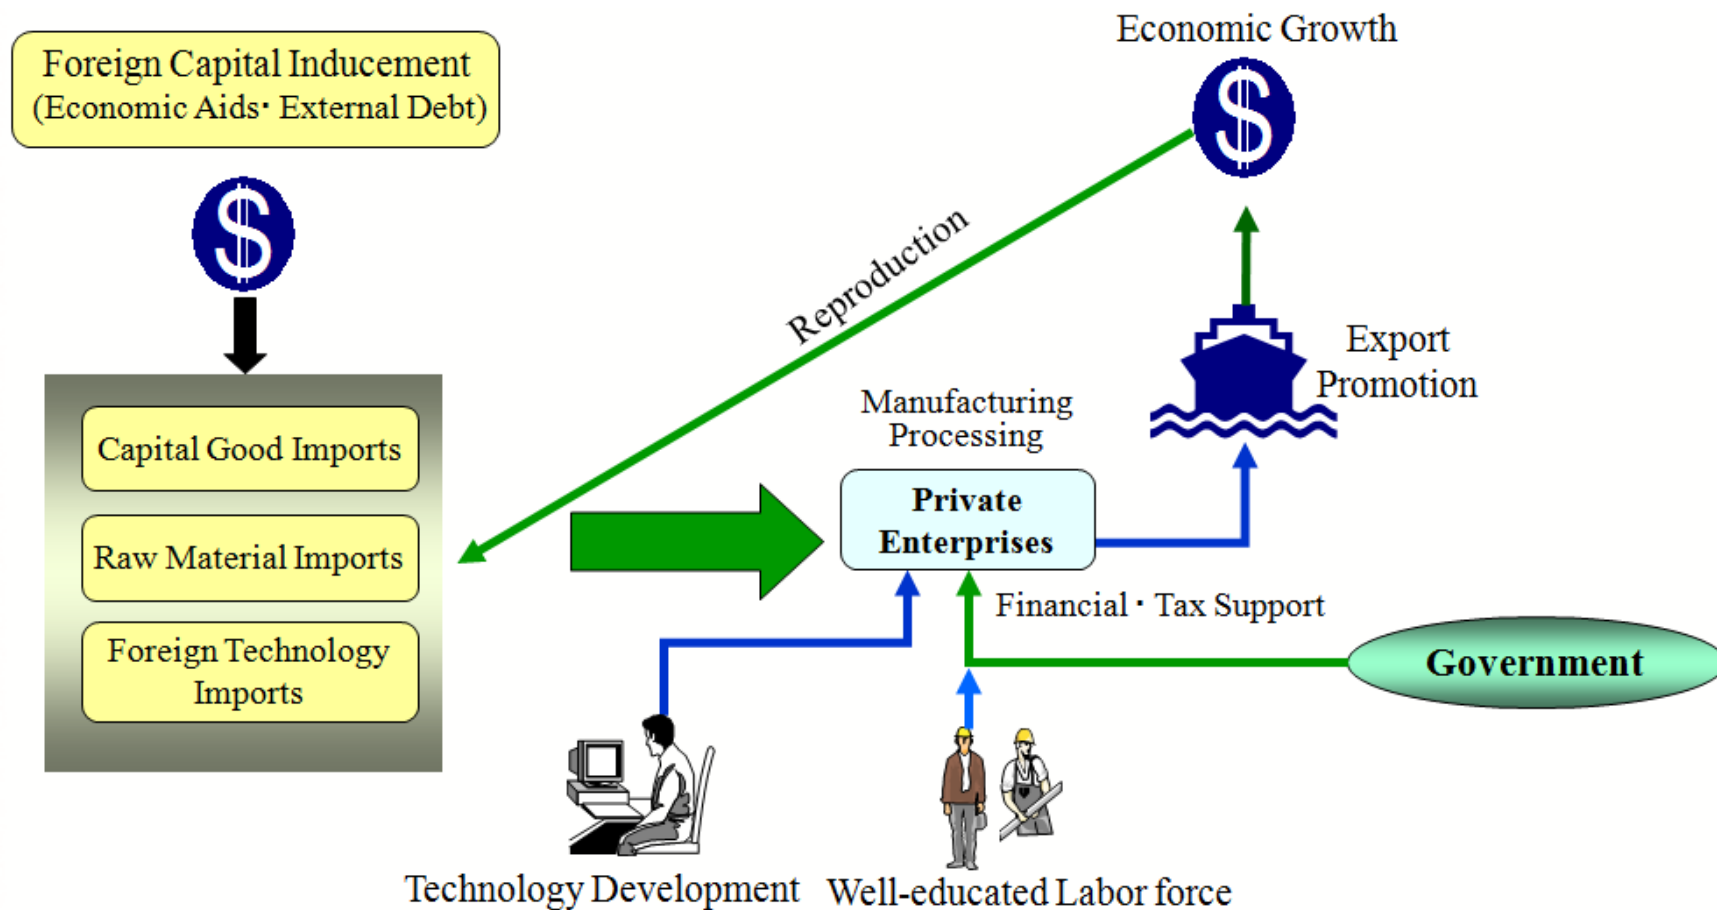 Foreign Capital Inducement
(Economic Aids· External Debt)
$
Capital Good Imports
Raw Material Imports
Foreign Technology
Imports
Economic Growth
$
Reproduction
Export
Promotion
Manufacturing
Processing
Private
Enterprises
Financial · Tax Support
Government
Technology Development
Well-educated Labor force